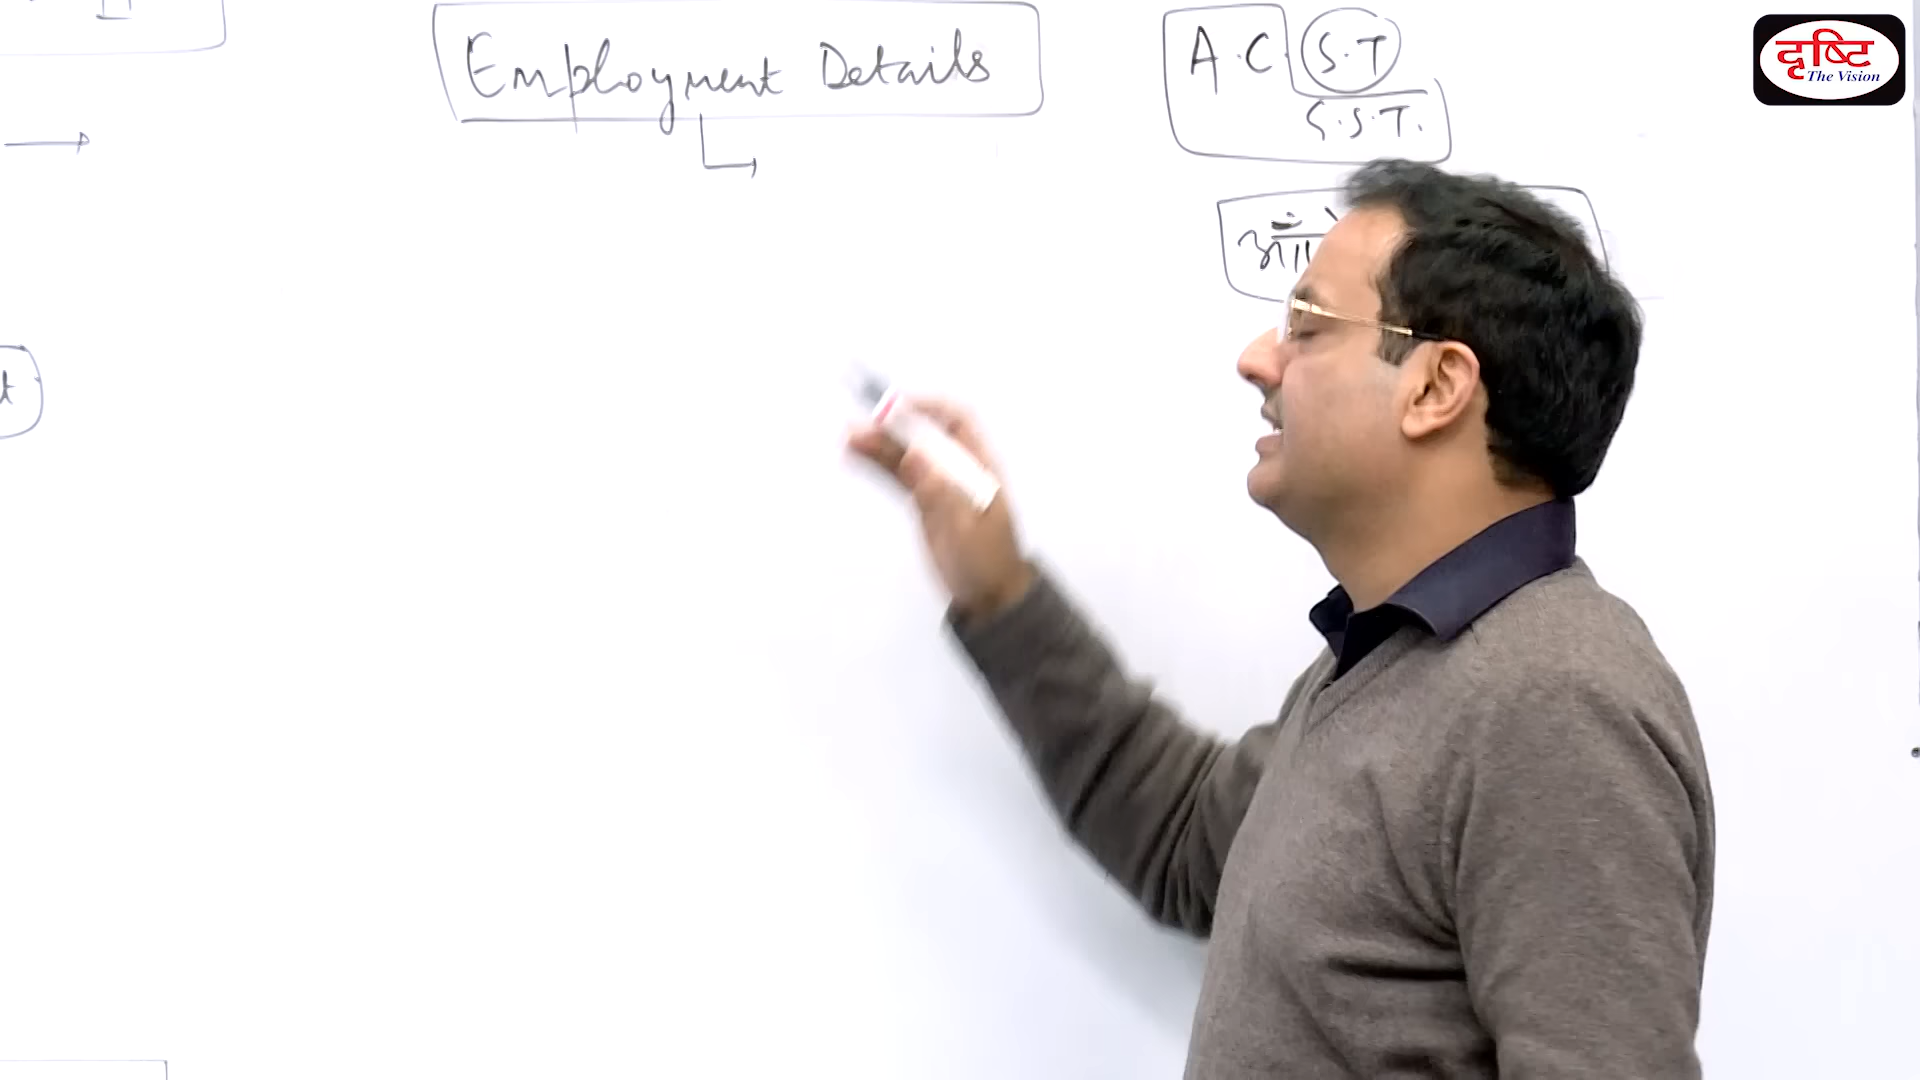 Employment Details
A.C. S.T
S.S.T.
दृष्टि
The Vision
t